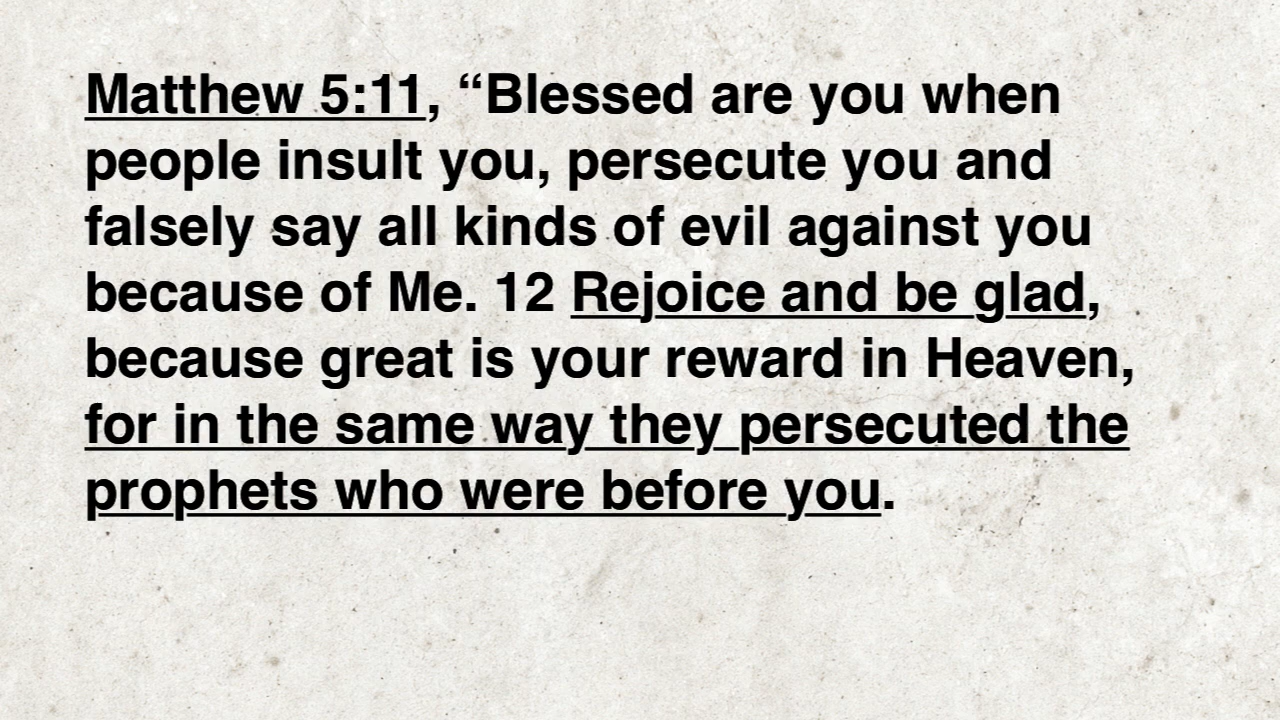 Matthew 5:11, “Blessed are you when
people insult you, persecute you and
falsely say all kinds of evil against you
because of Me. 12 Rejoice and be glad,
because great is your reward in Heaven,
for in the same way they persecuted the
prophets who were before you.